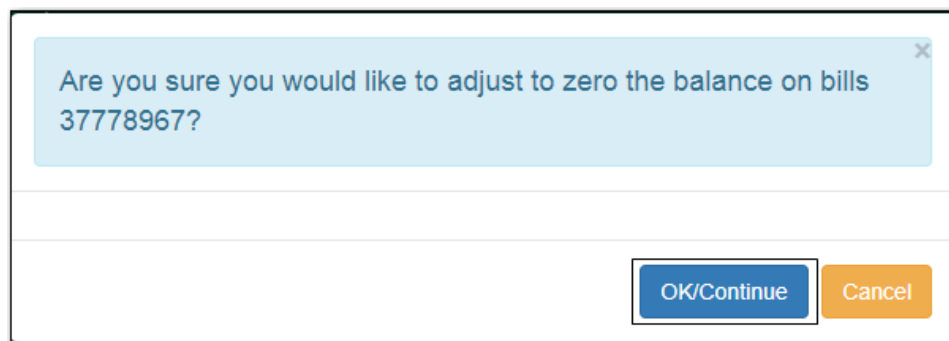 Are you sure you would like to adjust to zero the balance on bills
37778967?
OK/Continue
Cancel